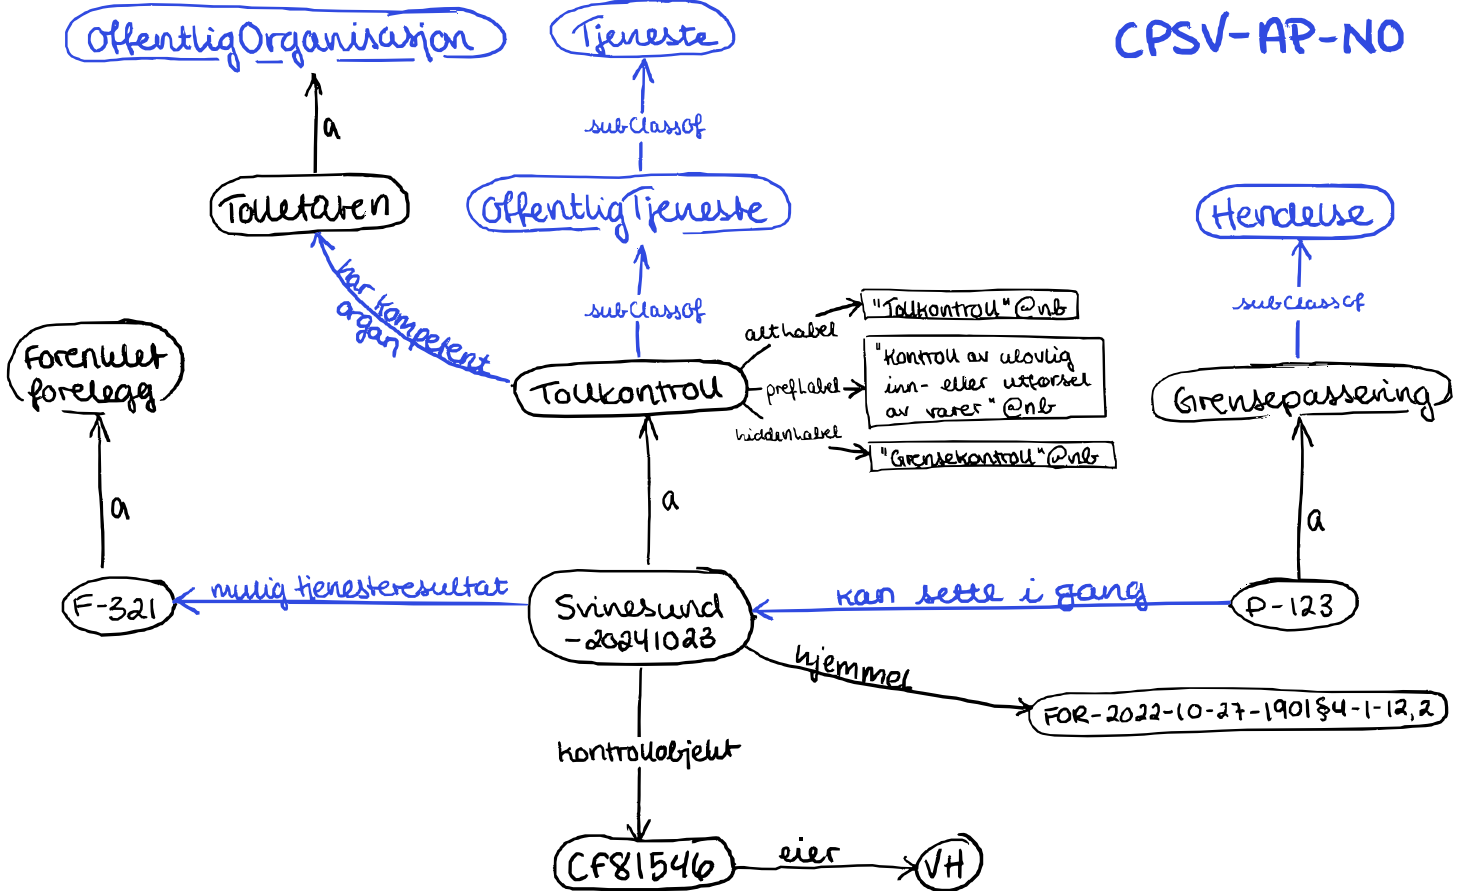 OffentligOrganisasjon
Tjeneste
CPSV-AP-NO
a
subClassOf
Tolletaten
OffentligTjeneste
Hendelse
har kompetent
organ
subClassOf
subClassOf
altLabel
"Tollkontroll"@nb
Forenklet
forelegg
Tollkontroll
prefLabel
"Kontroll av ulovlig
inn- eller utførsel
av varer"@nb
Grensepassering
hiddenLabel
"Grensekontroll"@nb
a
a
a
F-321
mulig tjenesteresultat
Svinesund
-20241023
kan sette i gang
P-123
hjemmel
FOR-2022-10-27-1901§4-1-12,2
kontrollobjekt
CF81546
eier
VH